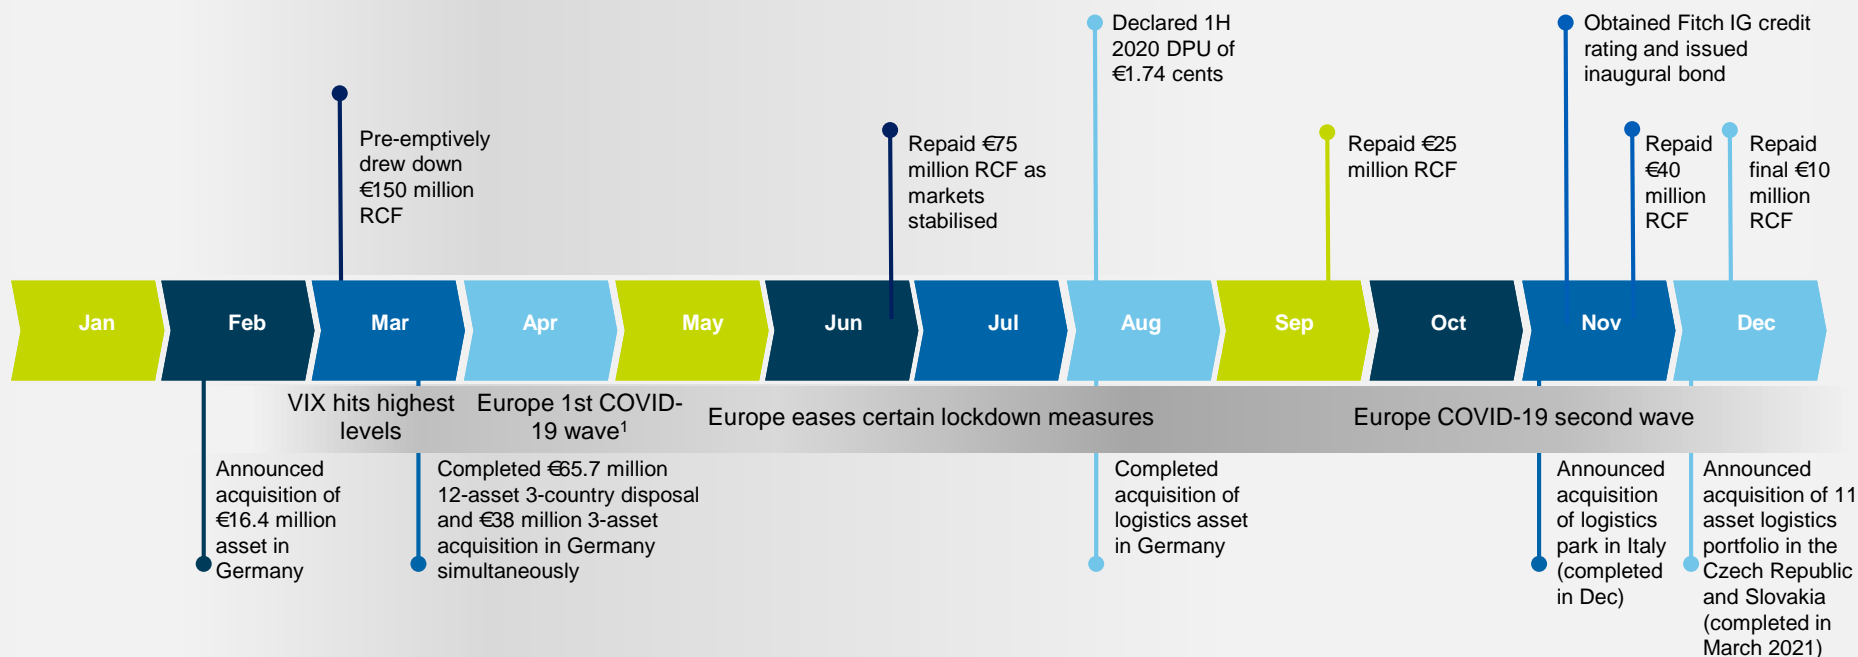 Declared 1H
2020 DPU of
€1.74 cents
Obtained Fitch IG credit
rating and issued
inaugural bond
Pre-emptively
drew down
€150 million
RCF
Repaid €75
million RCF as
markets
stabilised
Repaid €25
million RCF
Repaid
€40
million
RCF
Repaid
final €10
million
RCF
Jan
Feb
Mar
Apr
May
Jun
Jul
Aug
Sep
Oct
Nov
Dec
VIX hits highest
levels
Europe 1st COVID-
19 wave¹
Europe eases certain lockdown measures
Europe COVID-19 second wave
Announced
acquisition of
€16.4 million
asset in
Germany
Completed €65.7 million
12-asset 3-country disposal
and €38 million 3-asset
acquisition in Germany
simultaneously
Completed
acquisition of
logistics asset
in Germany
Announced
acquisition
of logistics
park in Italy
(completed
in Dec)
Announced
acquisition of 11
asset logistics
portfolio in the
Czech Republic
and Slovakia
(completed in
March 2021)